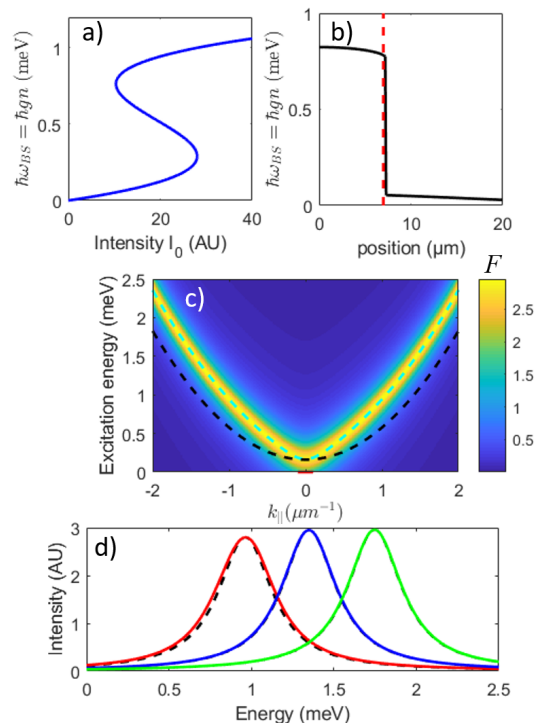 a)
ħω_BS = ħgn (meV)
1
0.5
0
0 20 40
Intensity I_0 (AU)
b)
ħω_BS = ħgn (meV)
1
0.5
0
0 10 20
position (μm)
c)
F
Excitation energy (meV)
2.5
2
1.5
1
0.5
0
-2 -1 0 1 2
k_∥(μm^-1)
2.5
2
1.5
1
0.5
d)
Intensity (AU)
3
2
1
0
0 0.5 1 1.5 2 2.5
Energy (meV)